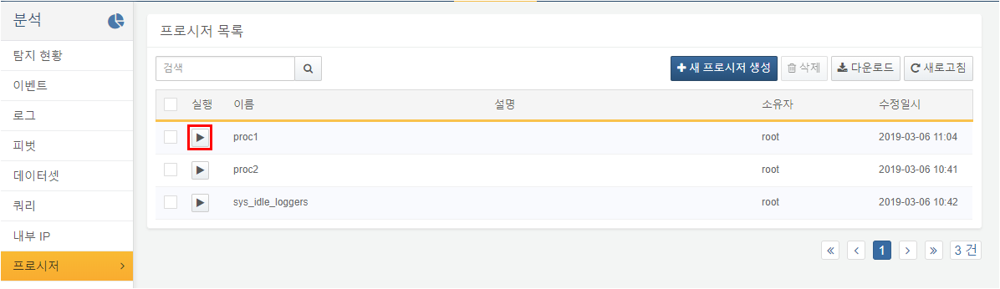 분석
탐지 현황
이벤트
로그
피벗
데이터셋
쿼리
내부 IP
프로시저
프로시저 목록
검색
새 프로시저 생성 삭제 다운로드 새로고침
실행 이름 설명 소유자 수정일시
proc1 root 2019-03-06 11:04
proc2 root 2019-03-06 10:41
sys_idle_loggers root 2019-03-06 10:42
« ‹ 1 › » 3 건